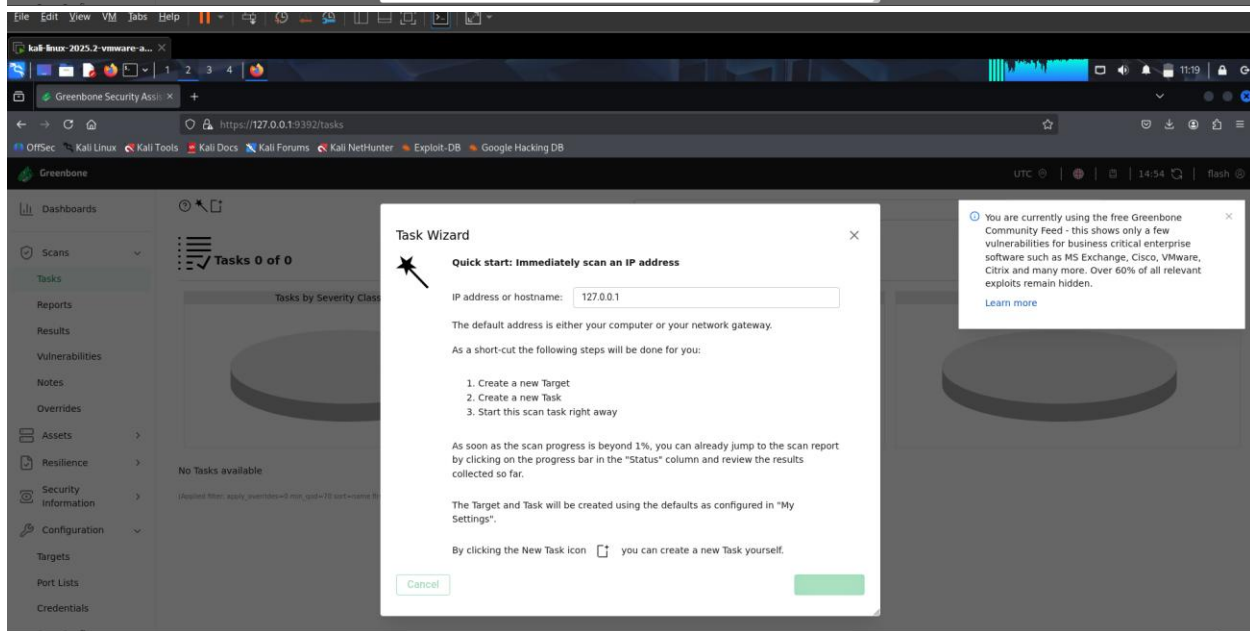 File Edit View VM Tabs Help
kali-linux-2025.2-vmware-a...
1 2 3 4
11:19
Greenbone Security Assis
https://127.0.0.1:9392/tasks
OffSec Kali Linux Kali Tools Kali Docs Kali Forums Kali NetHunter Exploit-DB Google Hacking DB
Greenbone
UTC 14:54 flash
Dashboards
Scans
Tasks
Reports
Results
Vulnerabilities
Notes
Overrides
Assets
Resilience
Security
Information
Configuration
Targets
Port Lists
Credentials
Tasks 0 of 0
Tasks by Severity Class
No Tasks available
Task Wizard
Quick start: Immediately scan an IP address
IP address or hostname: 127.0.0.1
The default address is either your computer or your network gateway.
As a short-cut the following steps will be done for you:
1. Create a new Target
2. Create a new Task
3. Start this scan task right away
As soon as the scan progress is beyond 1%, you can already jump to the scan report
by clicking on the progress bar in the "Status" column and review the results
collected so far.
The Target and Task will be created using the defaults as configured in "My
Settings".
By clicking the New Task icon you can create a new Task yourself.
Cancel
You are currently using the free Greenbone
Community Feed - this shows only a few
vulnerabilities for business critical enterprise
software such as MS Exchange, Cisco, VMware,
Citrix and many more. Over 60% of all relevant
exploits remain hidden.
Learn more